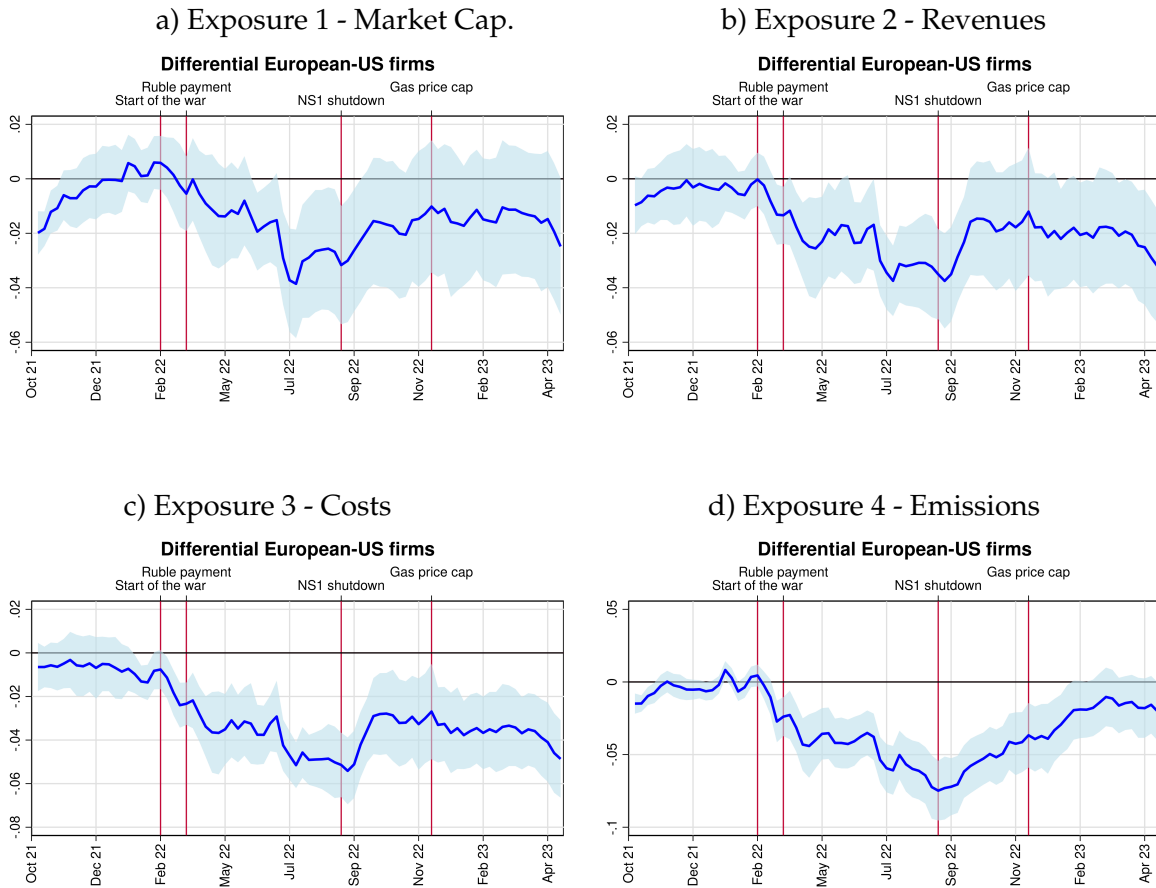 a) Exposure 1 - Market Cap.
Differential European-US firms
Ruble payment Gas price cap
Start of the war NS1 shutdown
.02
0
-.02
-.04
-.06
Oct 21 Dec 21 Feb 22 May 22 Jul 22 Sep 22 Nov 22 Feb 23 Apr 23
b) Exposure 2 - Revenues
Differential European-US firms
Ruble payment Gas price cap
Start of the war NS1 shutdown
.02
0
-.02
-.04
-.06
Oct 21 Dec 21 Feb 22 May 22 Jul 22 Sep 22 Nov 22 Feb 23 Apr 23
c) Exposure 3 - Costs
Differential European-US firms
Ruble payment Gas price cap
Start of the war NS1 shutdown
.02
0
-.02
-.04
-.06
-.08
Oct 21 Dec 21 Feb 22 May 22 Jul 22 Sep 22 Nov 22 Feb 23 Apr 23
d) Exposure 4 - Emissions
Differential European-US firms
Ruble payment Gas price cap
Start of the war NS1 shutdown
.05
0
-.05
-.1
Oct 21 Dec 21 Feb 22 May 22 Jul 22 Sep 22 Nov 22 Feb 23 Apr 23